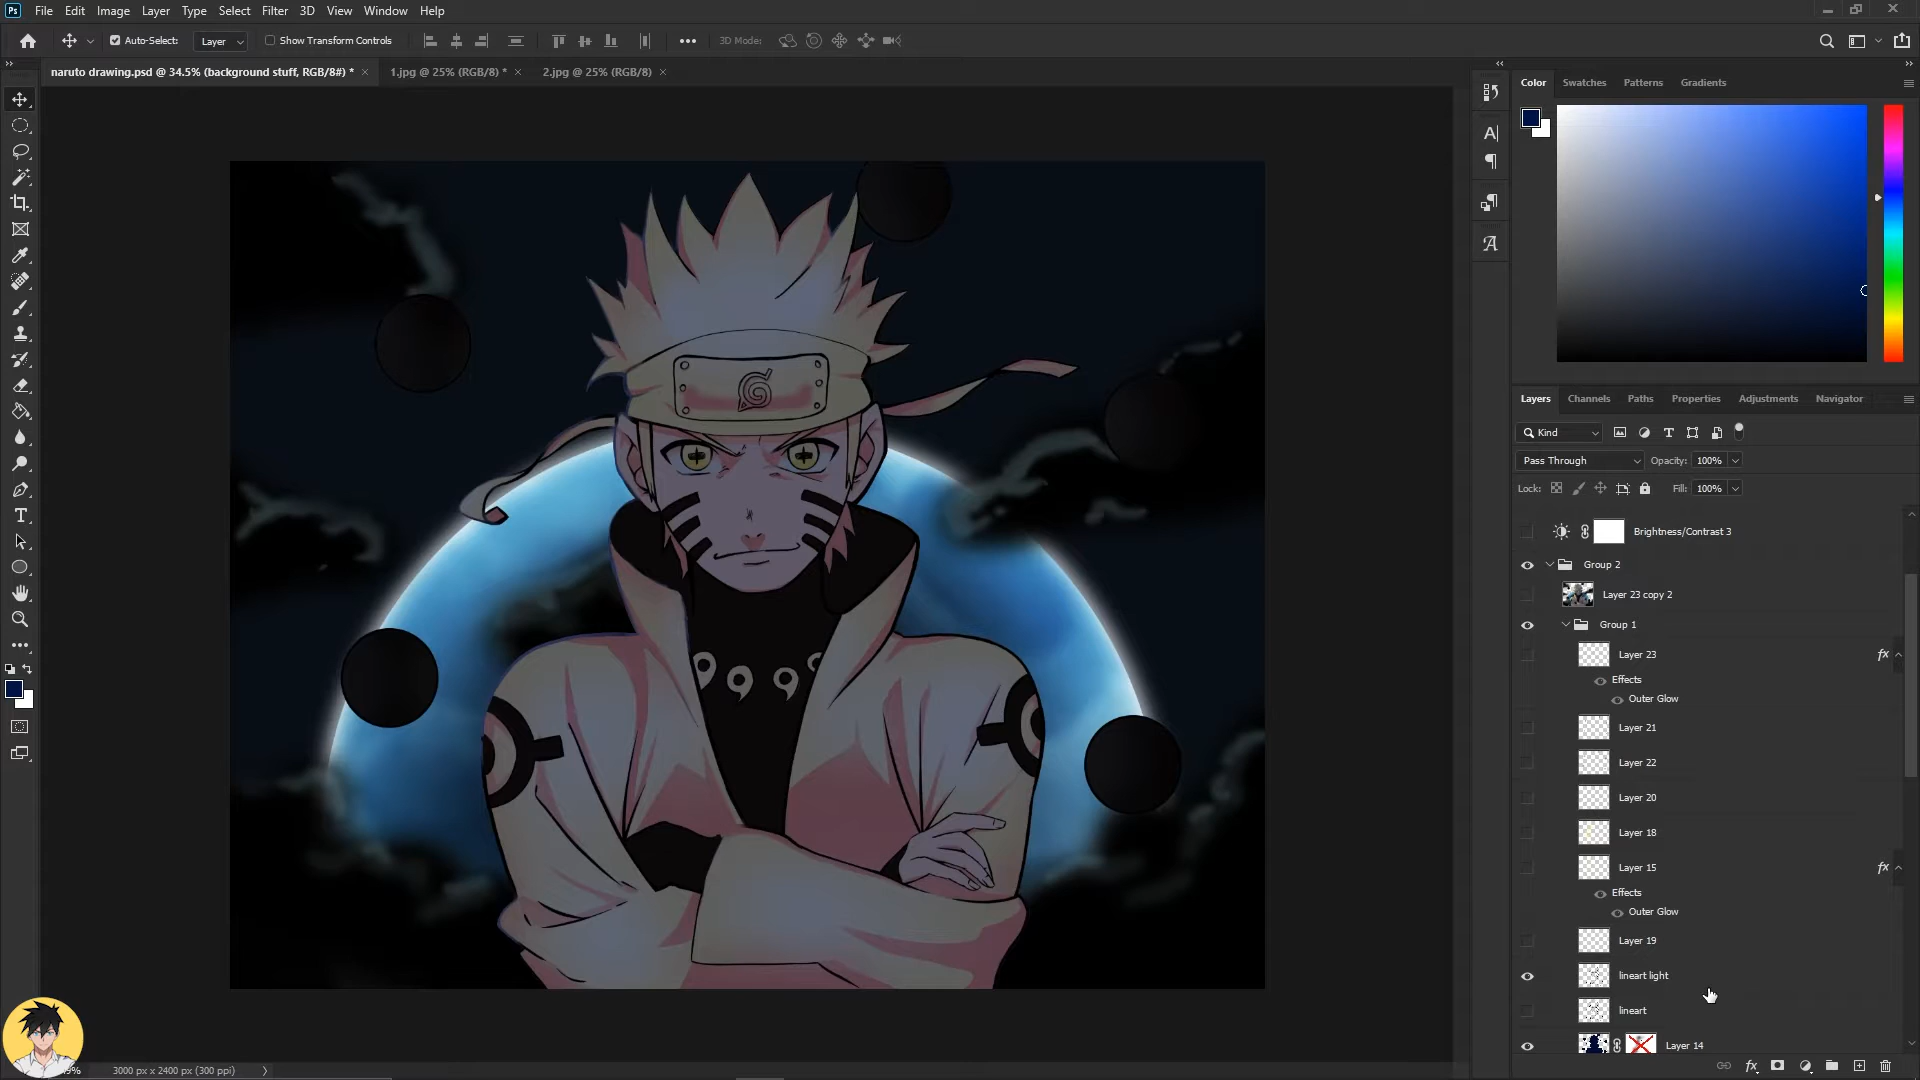 Ps File Edit Image Layer Type Select Filter 3D View Window Help
Auto-Select: Layer Show Transform Controls 3D Mode:
naruto drawing.psd @ 34.5% (background stuff, RGB/8#) * 1.jpg @ 25% (RGB/8) * 2.jpg @ 25% (RGB/8)
Color Swatches Patterns Gradients
Layers Channels Paths Properties Adjustments Navigator
Kind
Pass Through Opacity: 100%
Lock: Fill: 100%
Brightness/Contrast 3
Group 2
Layer 23 copy 2
Group 1
Layer 23 fx
Effects
Outer Glow
Layer 21
Layer 22
Layer 20
Layer 18
Layer 15 fx
Effects
Outer Glow
Layer 19
lineart light
lineart
Layer 14
3000 px x 2400 px (300 ppi)